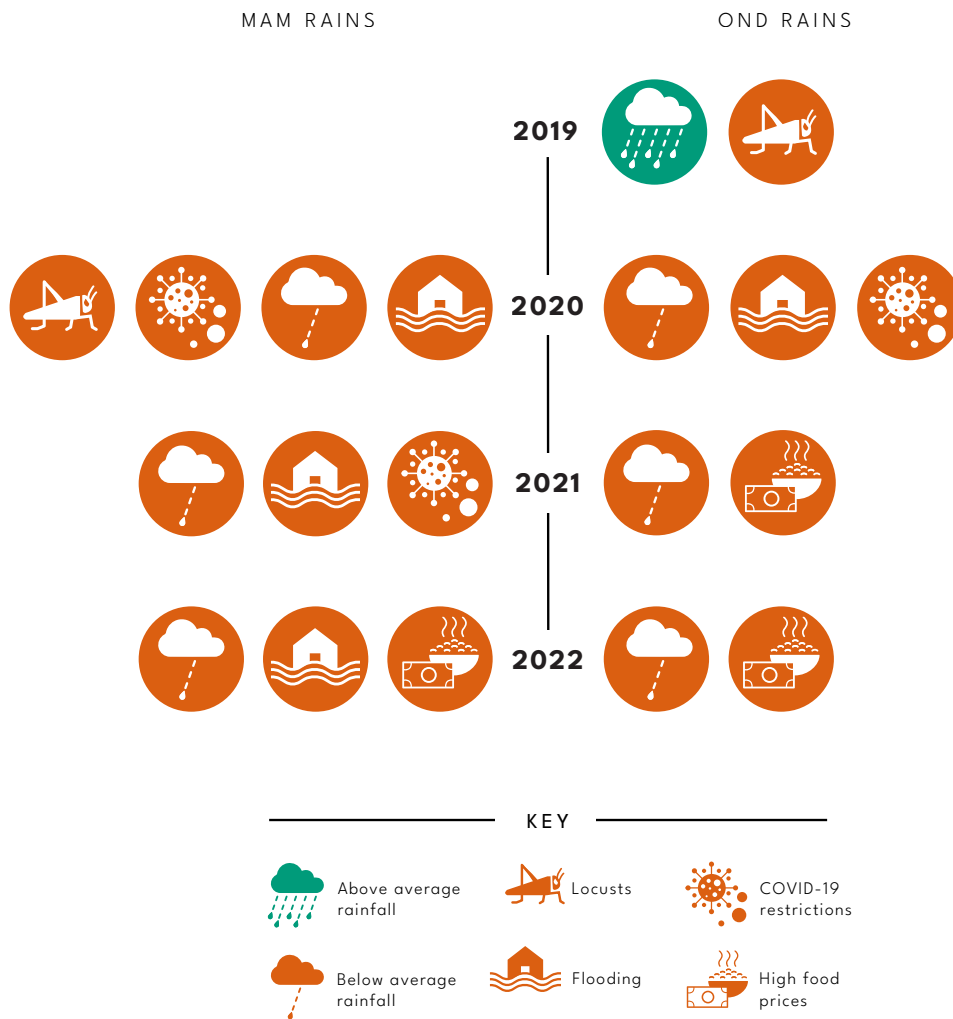 MAM RAINS
OND RAINS
2019
2020
2021
2022
KEY
Above average
rainfall
Locusts
COVID-19
restrictions
Below average
rainfall
Flooding
High food
prices